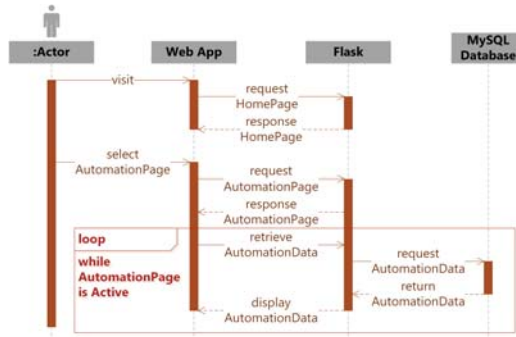 :Actor
Web App
Flask
MySQL
Database
visit
request
HomePage
response
HomePage
select
AutomationPage
request
AutomationPage
response
AutomationPage
loop
retrieve
AutomationData
while
AutomationPage
is Active
request
AutomationData
return
AutomationData
display
AutomationData